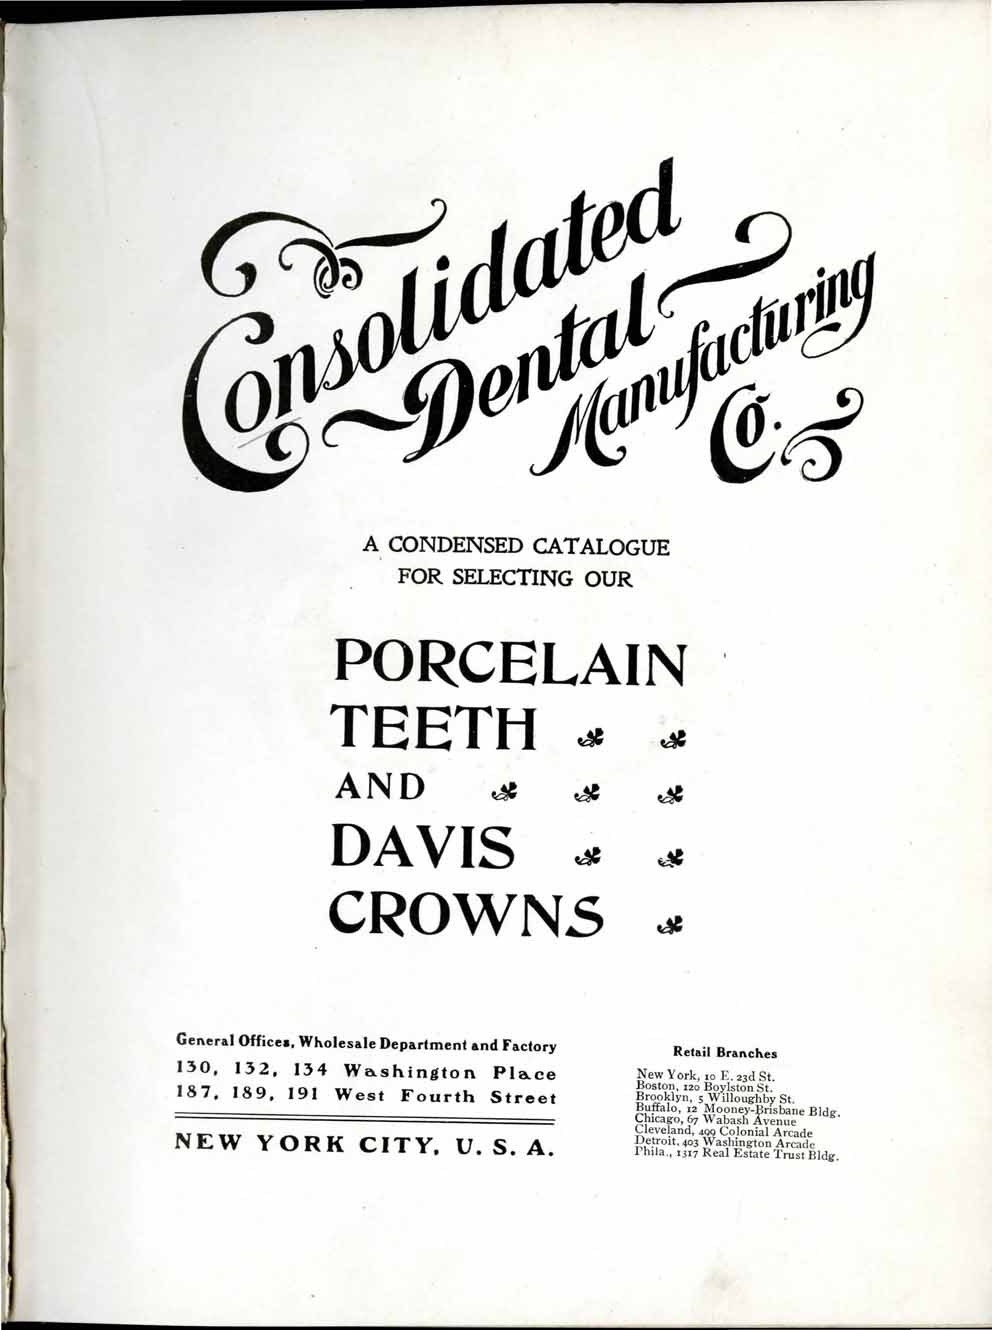 Consolidated
Dental
Manufacturing
Co.
A CONDENSED CATALOGUE
FOR SELECTING OUR
PORCELAIN
TEETH
AND
DAVIS
CROWNS
General Offices, Wholesale Department and Factory
130, 132, 134 Washington Place
187, 189, 191 West Fourth Street
NEW YORK CITY, U. S. A.
Retail Branches
New York, 10 E. 23d St.
Boston, 120 Boylston St.
Brooklyn, 5 Willoughby St.
Buffalo, 12 Mooney-Brisbane Bldg.
Chicago, 67 Wabash Avenue
Cleveland, 499 Colonial Arcade
Detroit, 403 Washington Arcade
Phila., 1317 Real Estate Trust Bldg.